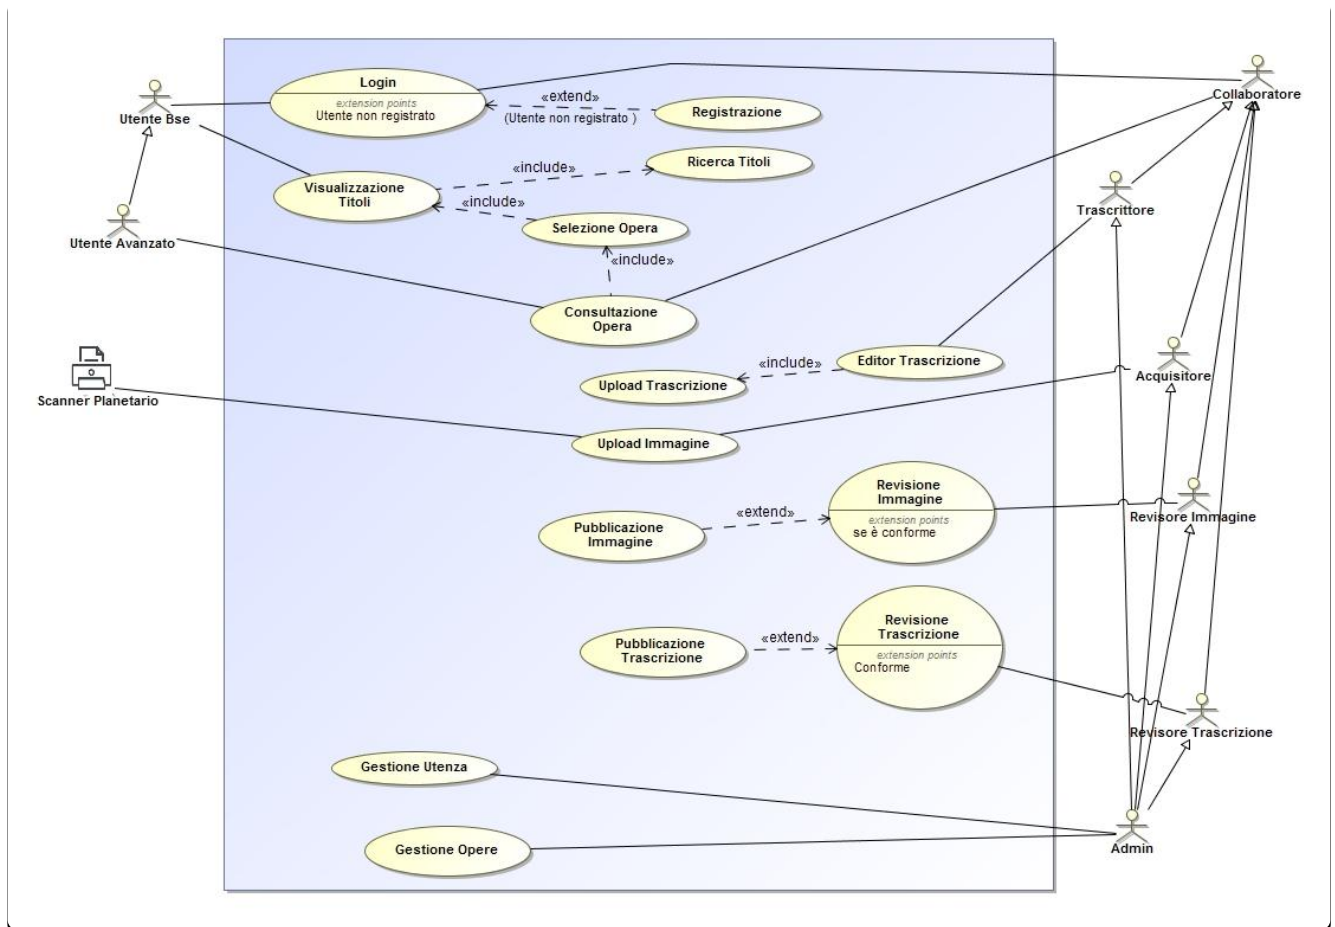 Login
extension points
Utente non registrato
«extend»
(Utente non registrato )
Registrazione
Collaboratore
Utente Bse
Ricerca Titoli
«include»
Visualizzazione
Titoli
«include»
Selezione Opera
Trascrittore
Utente Avanzato
«include»
Consultazione
Opera
Editor Trascrizione
«include»
Upload Trascrizione
Acquisitore
Scanner Planetario
Upload Immagine
Revisione
Immagine
extension points
se è conforme
«extend»
Pubblicazione
Immagine
Revisore Immagine
Revisione
Trascrizione
extension points
Conforme
«extend»
Pubblicazione
Trascrizione
Revisore Trascrizione
Gestione Utenza
Gestione Opere
Admin